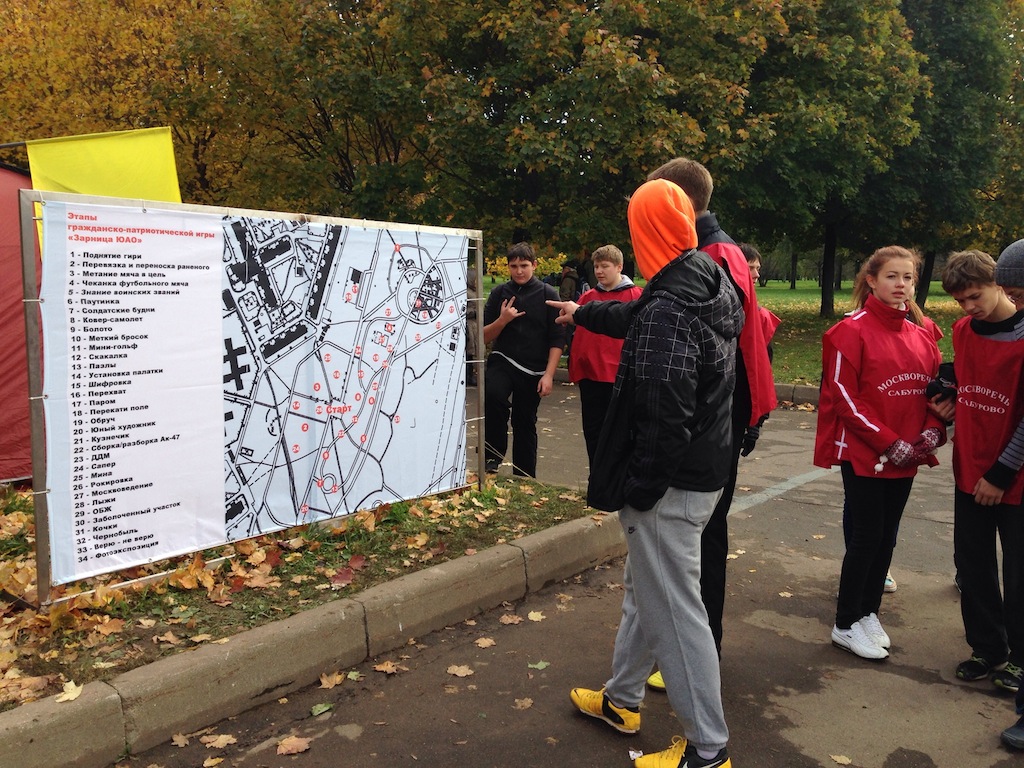 Этапы
гражданско-патриотической игры
«Зарница ЮАО»
1 - Поднятие гири
2 - Перевязка и переноска раненого
3 - Метание мяча в цель
4 - Чеканка футбольного мяча
5 - Знание воинских званий
6 - Паутинка
7 - Солдатские будни
8 - Ковер-самолет
9 - Болото
10 - Меткий бросок
11 - Мини-гольф
12 - Скакалка
13 - Пазлы
14 - Установка палатки
15 - Шифровка
16 - Перехват
17 - Паром
18 - Перекати поле
19 - Обруч
20 - Юный художник
21 - Кузнечик
22 - Сборка/разборка Ак-47
23 - ДДМ
24 - Сапер
25 - Мина
26 - Рокировка
27 - Москвоведение
28 - Лыжи
29 - ОБЖ
30 - Заболоченный участок
31 - Кочки
32 - Чернобыль
33 - Верю - не верю
34 - Фотоэкспозиция
Старт
МОСКВОРЕЧЬЕ
САБУРОВО
МОСКВОРЕЧЬ
САБУРОВО